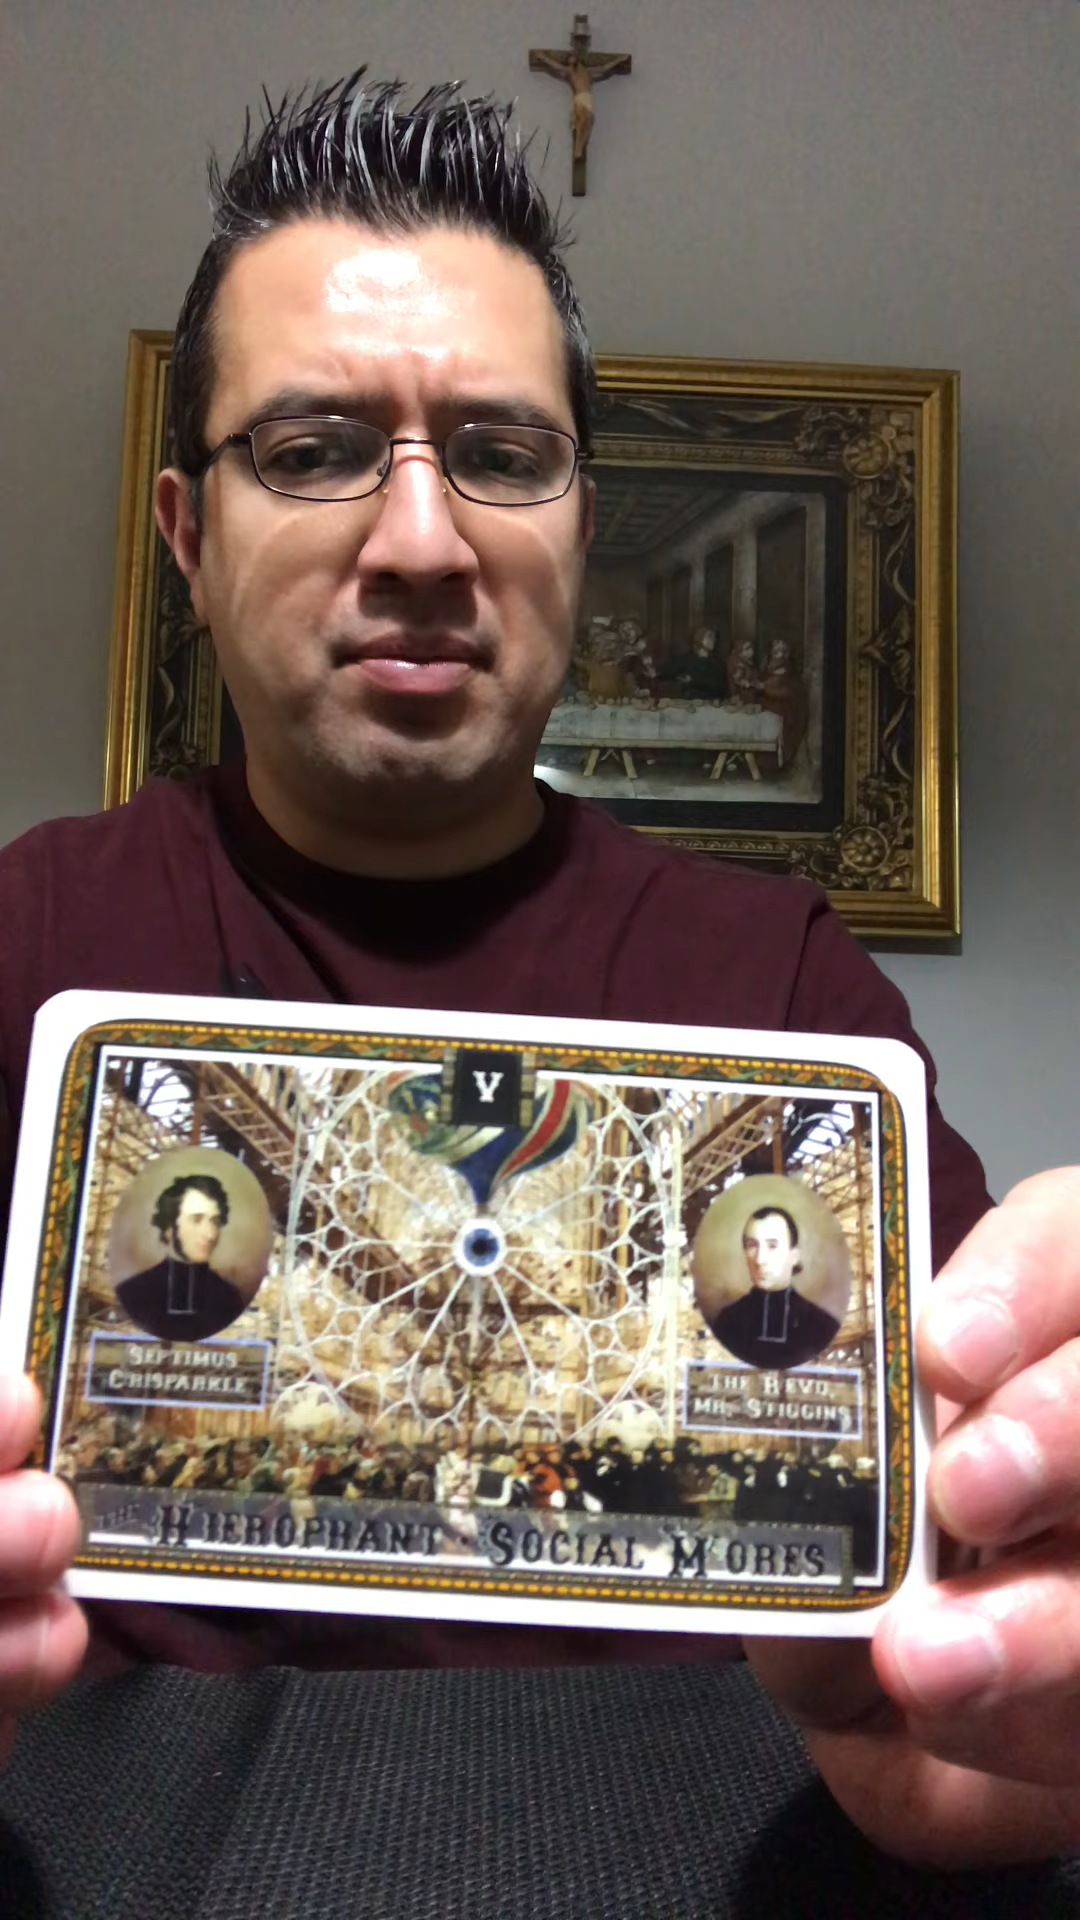 V
SEPTIMUS
CRISPARKLE
THE REVD.
MR. STIGGINS
THE HIEROPHANT · SOCIAL MORES